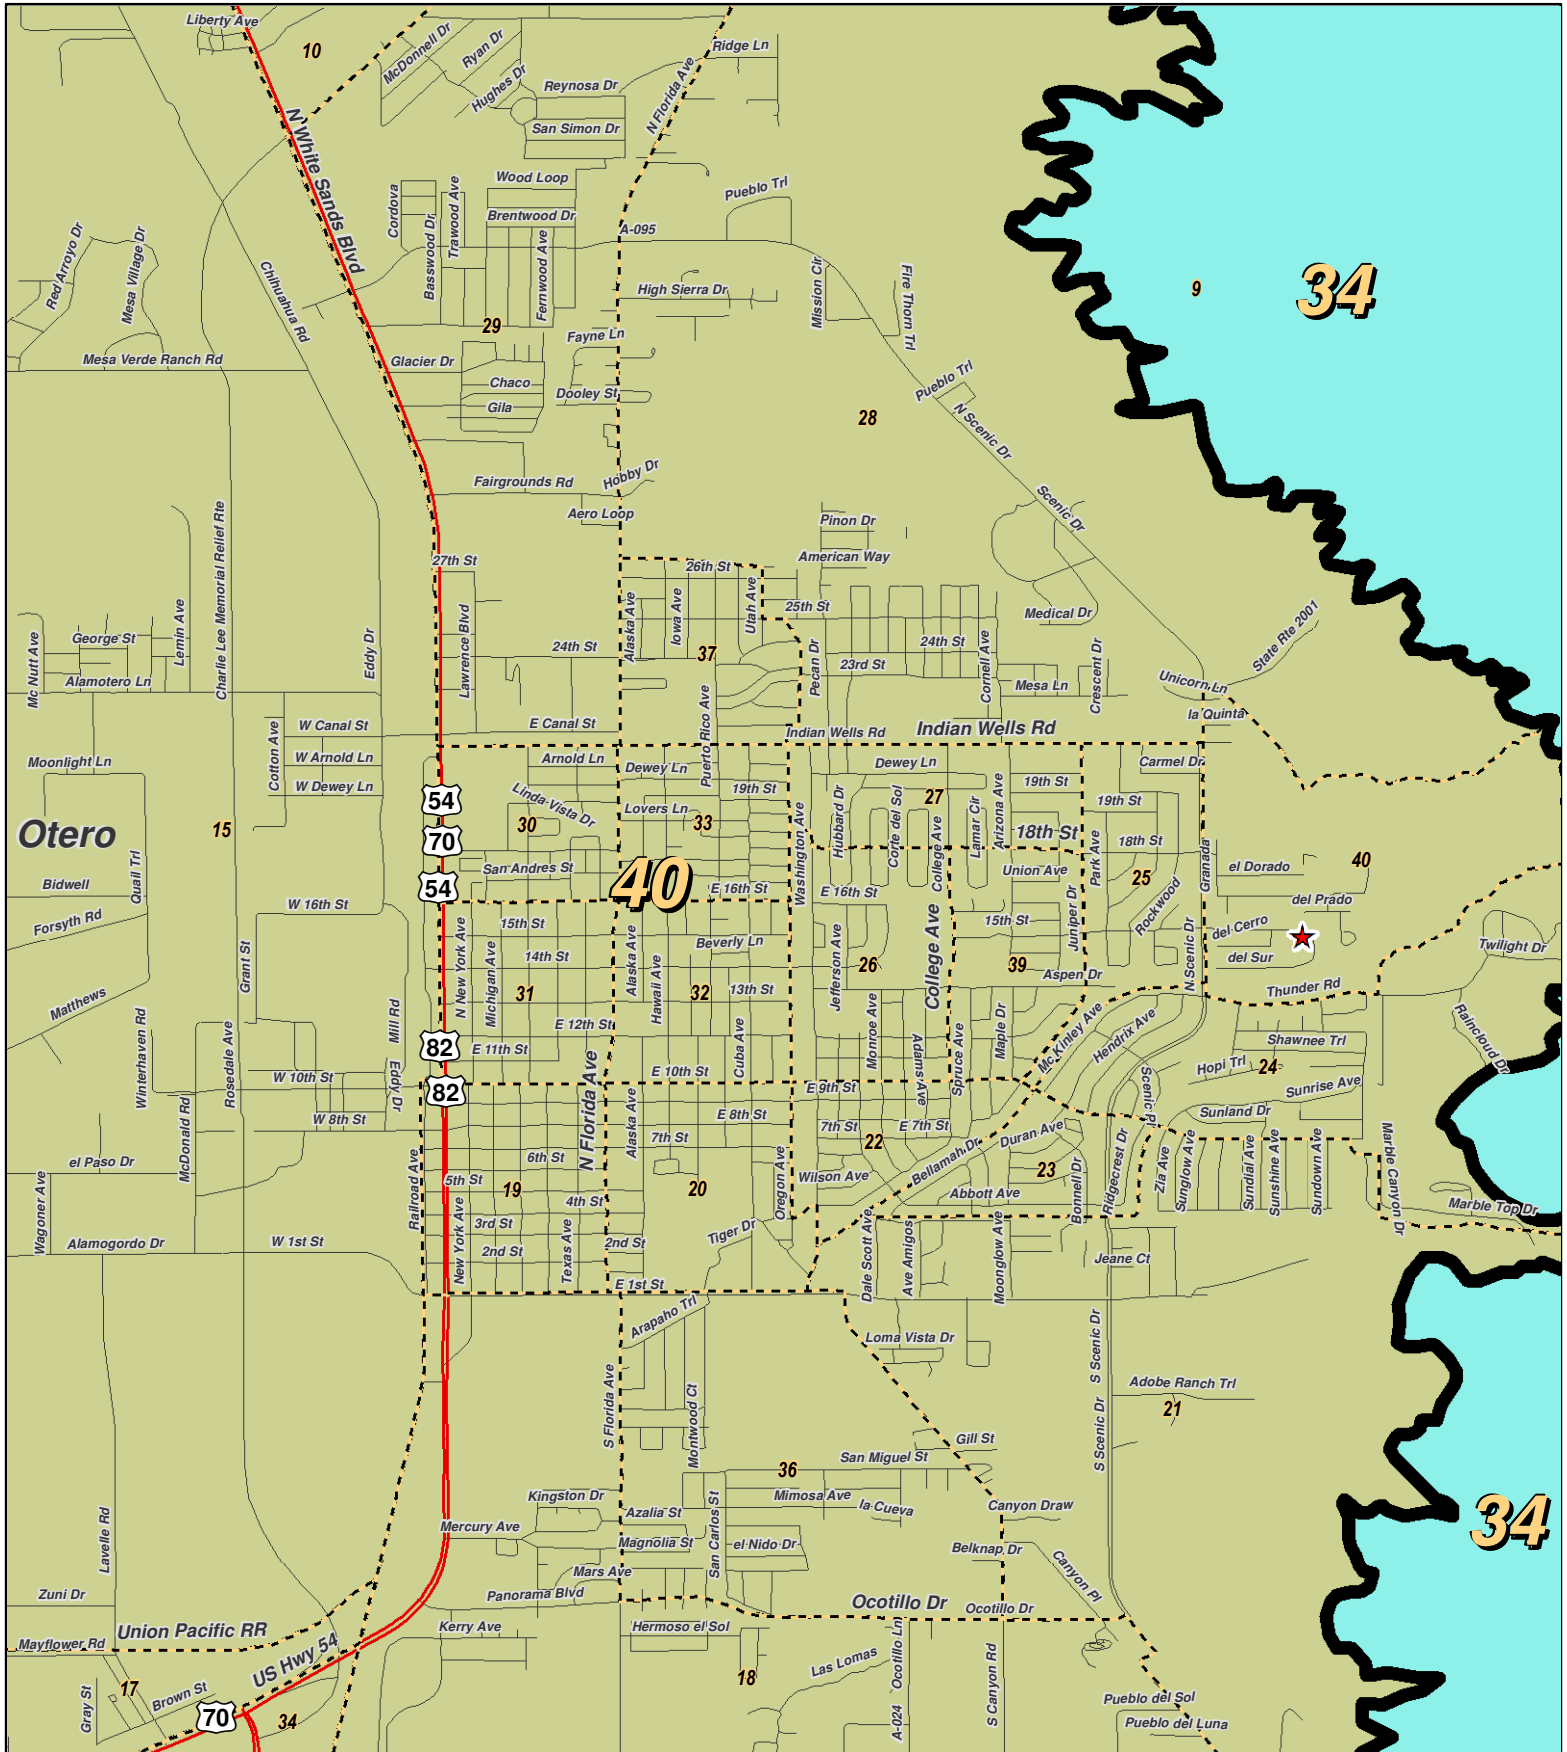 Liberty Ave
10
McDonnell Dr
Ryan Dr
Hughes Dr
Ridge Ln
Reynosa Dr
N Florida Ave
San Simon Dr
N White Sands Blvd
Wood Loop
Pueblo Trl
Cordova
Basswood Dr
Trawood Ave
Brentwood Dr
Fernwood Ave
A-095
Red Arroyo Dr
Mesa Village Dr
Chihuahua Rd
High Sierra Dr
Mission Cir
Fire Thorn Trl
9
34
29
Fayne Ln
Mesa Verde Ranch Rd
Glacier Dr
Chaco
Gila
Dooley St
Pueblo Trl
N Scenic Dr
28
Fairgrounds Rd
Hobby Dr
Aero Loop
Scenic Dr
Pinon Dr
American Way
27th St
26th St
Charlie Lee Memorial Relief Rte
Mc Nutt Ave
George St
Lemin Ave
Alamotero Ln
Eddy Dr
Lawrence Blvd
24th St
Alaska Ave
Iowa Ave
Utah Ave
25th St
37
Pecan Dr
24th St
23rd St
Cornell Ave
Medical Dr
Mesa Ln
Crescent Dr
State Rte 2001
Unicorn Ln
la Quinta
W Canal St
E Canal St
Puerto Rico Ave
Indian Wells Rd
Indian Wells Rd
Moonlight Ln
Cotton Ave
W Arnold Ln
W Dewey Ln
Arnold Ln
Dewey Ln
Dewey Ln
Carmel Dr
19th St
19th St
19th St
54
70
54
Linda Vista Dr
Lovers Ln
30
33
Washington Ave
Hubbard Dr
Corte del Sol
27
College Ave
Lamar Cir
Arizona Ave
18th St
Park Ave
18th St
Otero
15
Quail Trl
San Andres St
40
E 16th St
E 16th St
Union Ave
25
Granada
el Dorado
40
Bidwell
Forsyth Rd
W 16th St
del Prado
Rockwood
15th St
15th St
Juniper Dr
del Cerro
Beverly Ln
14th St
N New York Ave
Michigan Ave
Alaska Ave
Hawaii Ave
Jefferson Ave
26
College Ave
39
Aspen Dr
N Scenic Dr
del Sur
Twilight Dr
Matthews
Grant St
31
32
13th St
Thunder Rd
Winterhaven Rd
Rosedale Ave
Mill Rd
Eddy Dr
E 12th St
E 11th St
82
82
Cuba Ave
Monroe Ave
Adams Ave
Spruce Ave
Maple Dr
Mc Kinley Ave
Hendrix Ave
Shawnee Trl
Raincloud Dr
Hopi Trl
24
Sunrise Ave
W 10th St
E 10th St
E 9th St
Scenic Pl
Sunland Dr
McDonald Rd
W 8th St
N Florida Ave
Alaska Ave
E 8th St
7th St
7th St
E 7th St
22
Duran Ave
el Paso Dr
6th St
Oregon Ave
Wilson Ave
Bellamah Dr
23
Bonnell Dr
Ridgecrest Dr
Zia Ave
Sunglow Ave
Sundial Ave
Sunshine Ave
Sundown Ave
Marble Canyon Dr
Marble Top Dr
Wagoner Ave
Railroad Ave
5th St
19
20
4th St
Abbott Ave
3rd St
Tiger Dr
Alamogordo Dr
W 1st St
New York Ave
2nd St
Texas Ave
2nd St
E 1st St
Dale Scott Ave
Ave Amigos
Moonglow Ave
Jeane Ct
Arapaho Trl
Loma Vista Dr
S Scenic Dr
S Florida Ave
Montwood Ct
S Scenic Dr
Adobe Ranch Trl
21
Gill St
San Miguel St
36
Lavelle Rd
Kingston Dr
Azalia St
San Carlos St
Mimosa Ave
la Cueva
Canyon Draw
34
Mercury Ave
Magnolia St
el Nido Dr
Belknap Dr
Canyon Pl
Mars Ave
Zuni Dr
Panorama Blvd
Ocotillo Dr
Ocotillo Dr
Union Pacific RR
Mayflower Rd
Kerry Ave
Hermoso el Sol
US Hwy 54
Gray St
17
Brown St
70
34
18
Las Lomas
Ocotillo Ln
A-024
S Canyon Rd
Pueblo del Sol
Pueblo del Luna